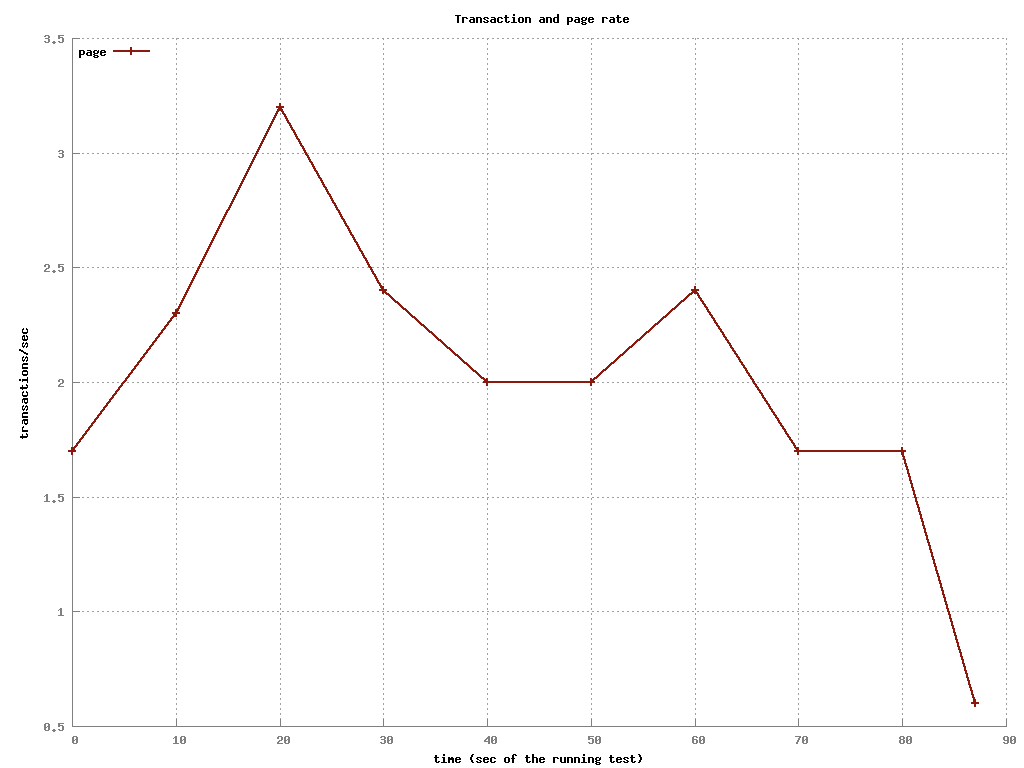 Transaction and page rate
3.5
page
3
2.5
transactions/sec
2
1.5
1
0.5
0 10 20 30 40 50 60 70 80 90
time (sec of the running test)